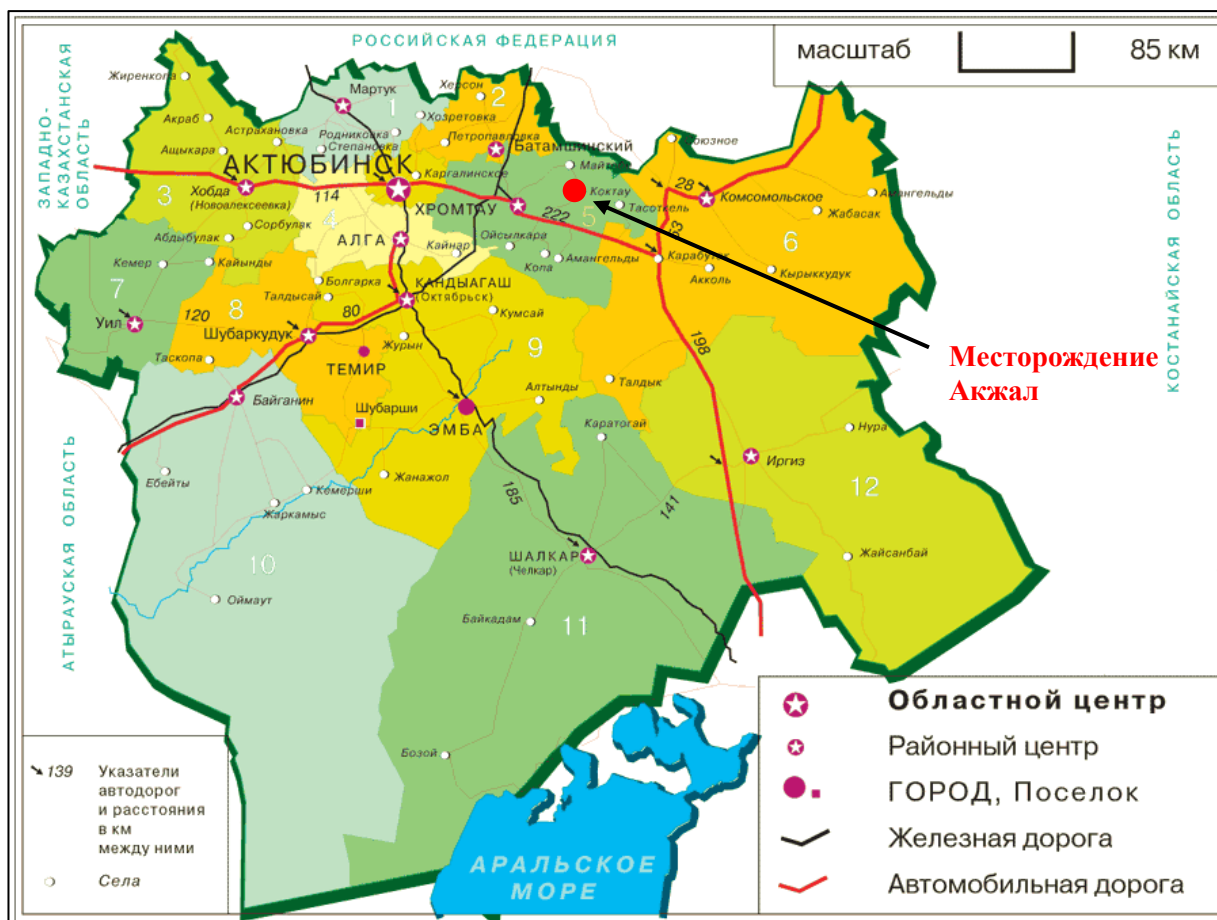 РОССИЙСКАЯ ФЕДЕРАЦИЯ
масштаб
85 км
ЗАПАДНО-
КАЗАХСТАНСКАЯ
ОБЛАСТЬ
КОСТАНАЙСКАЯ ОБЛАСТЬ
АТЫРАУСКАЯ ОБЛАСТЬ
Жиренкопа
Мартук
1
Херсон
2
Хозретовка
Акраб
Астрахановка
Родниковка
Степановка
Петропавловка
Батамшинский
Ащыкара
АКТЮБИНСК
Каргалинское
Майтобе
Коктау
28
Комсомольское
Амангельды
3
Хобда
(Новоалексеевка)
114
ХРОМТАУ
222
5
Тасоткель
Жабасак
4
Сорбулак
АЛГА
Кайнар
Ойсылкара
53
6
Абдыбулак
Копа
Амангельды
Карабутак
Акколь
Кырыккудук
Кемер
Кайынды
7
Болгарка
Талдысай
КАНДЫАГАШ
(Октябрьск)
Кумсай
8
120
80
Уил
Шубаркудук
Журын
9
198
Таскопа
ТЕМИР
Месторождение
Акжал
Байганин
Шубарши
Алтынды
Талдык
ЭМБА
Каратогай
Нура
Иргиз
Ебейты
Жанажол
Кемерши
185
141
12
Жаркамыс
ШАЛКАР
(Челкар)
Жайсанбай
10
Оймаут
Байкадам
11
Бозой
АРАЛЬСКОЕ
МОРЕ
139
Указатели
автодорог
и расстояния
в км
между ними
Села
Областной центр
Районный центр
ГОРОД, Поселок
Железная дорога
Автомобильная дорога